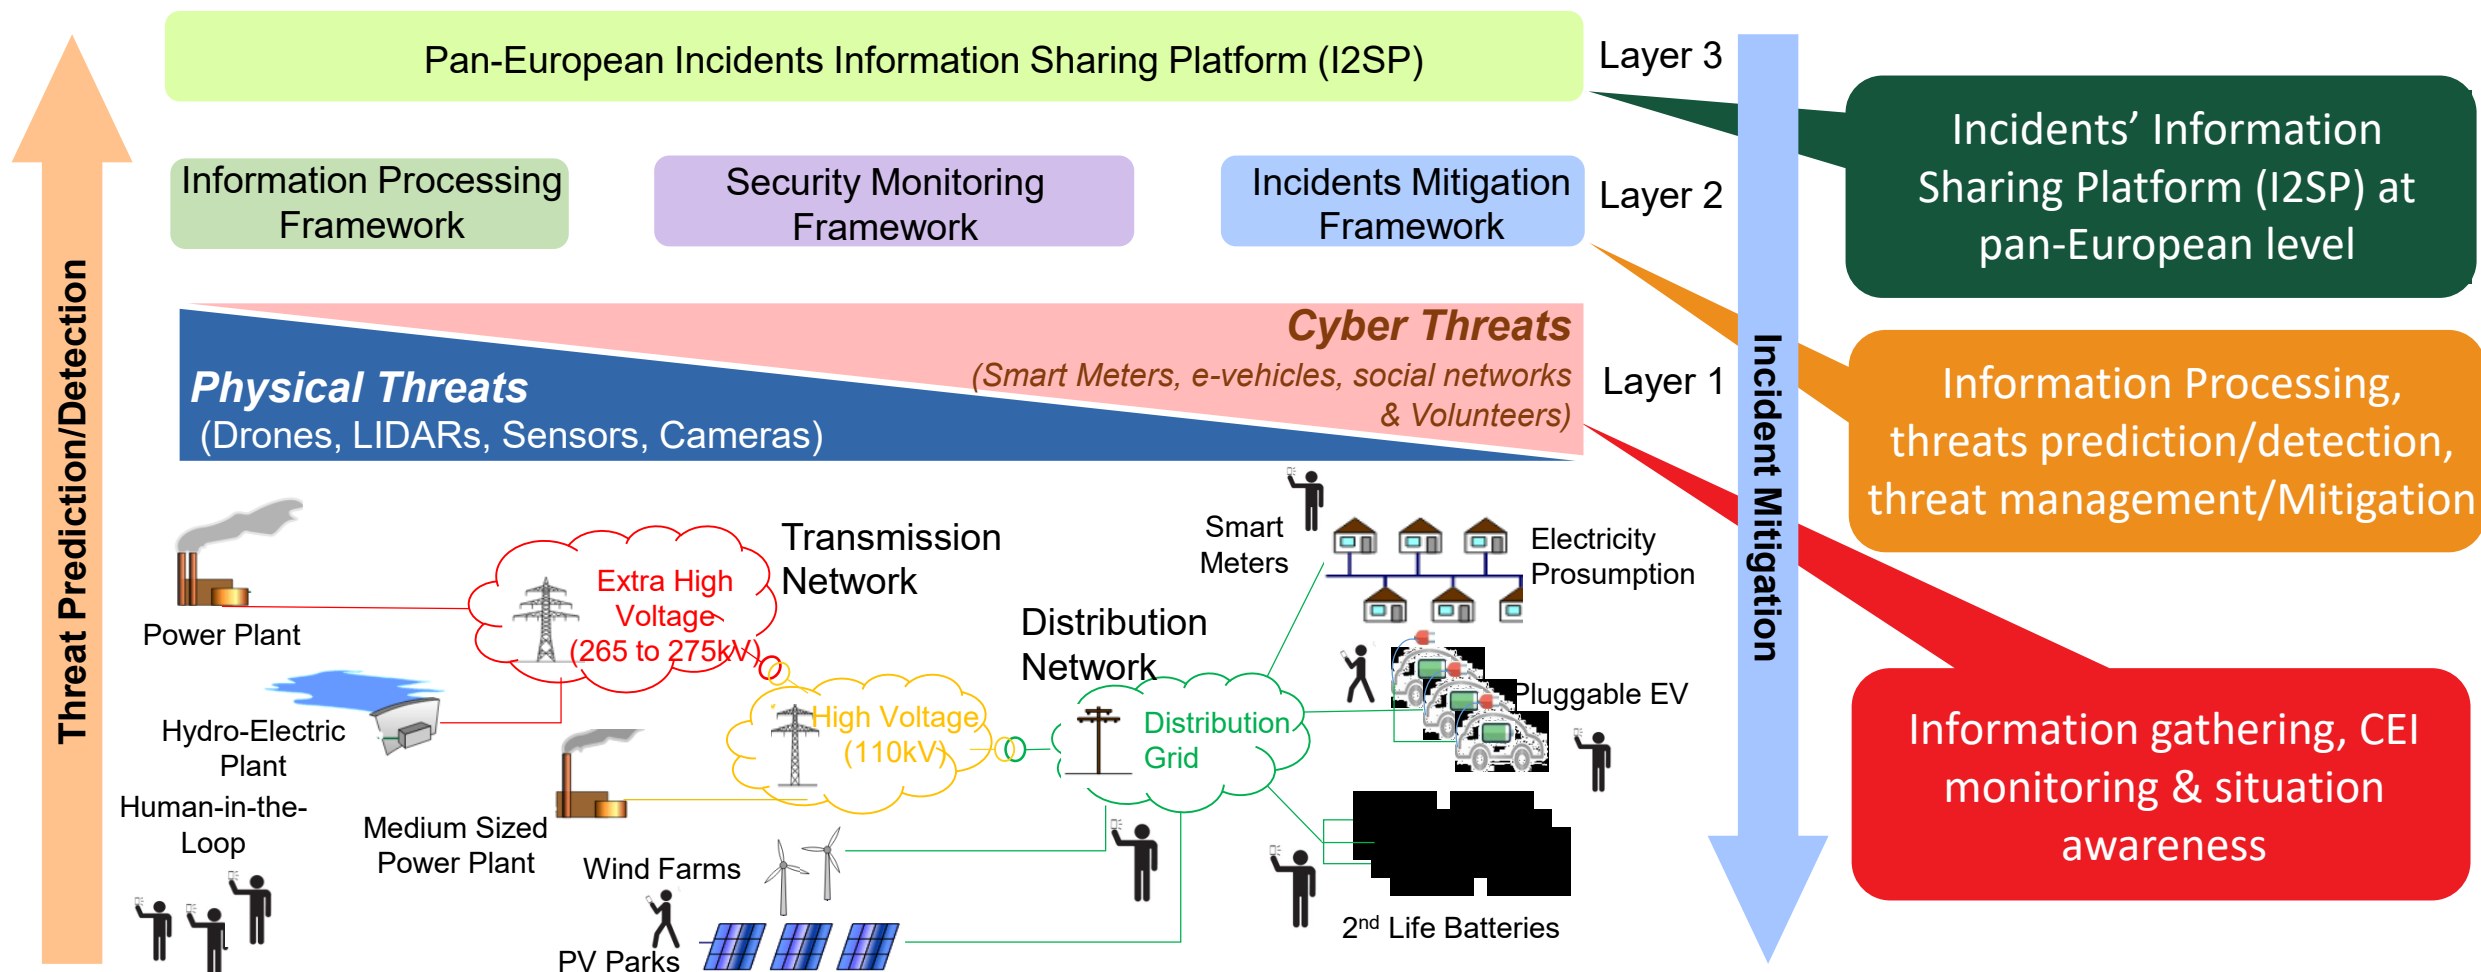 Pan-European Incidents Information Sharing Platform (I2SP)
Layer 3
Information Processing
Framework
Security Monitoring
Framework
Incidents Mitigation
Framework
Layer 2
Cyber Threats
(Smart Meters, e-vehicles, social networks
& Volunteers)
Physical Threats
(Drones, LIDARs, Sensors, Cameras)
Layer 1
Threat Prediction/Detection
Incident Mitigation
Incidents’ Information
Sharing Platform (I2SP) at
pan-European level
Information Processing,
threats prediction/detection,
threat management/Mitigation
Information gathering, CEI
monitoring & situation
awareness
Power Plant
Extra High
Voltage
(265 to 275kV)
Transmission
Network
Smart
Meters
Electricity
Prosumption
Distribution
Network
Hydro-Electric
Plant
High Voltage
(110kV)
Distribution
Grid
Pluggable EV
Human-in-the-
Loop
Medium Sized
Power Plant
Wind Farms
PV Parks
2nd Life Batteries